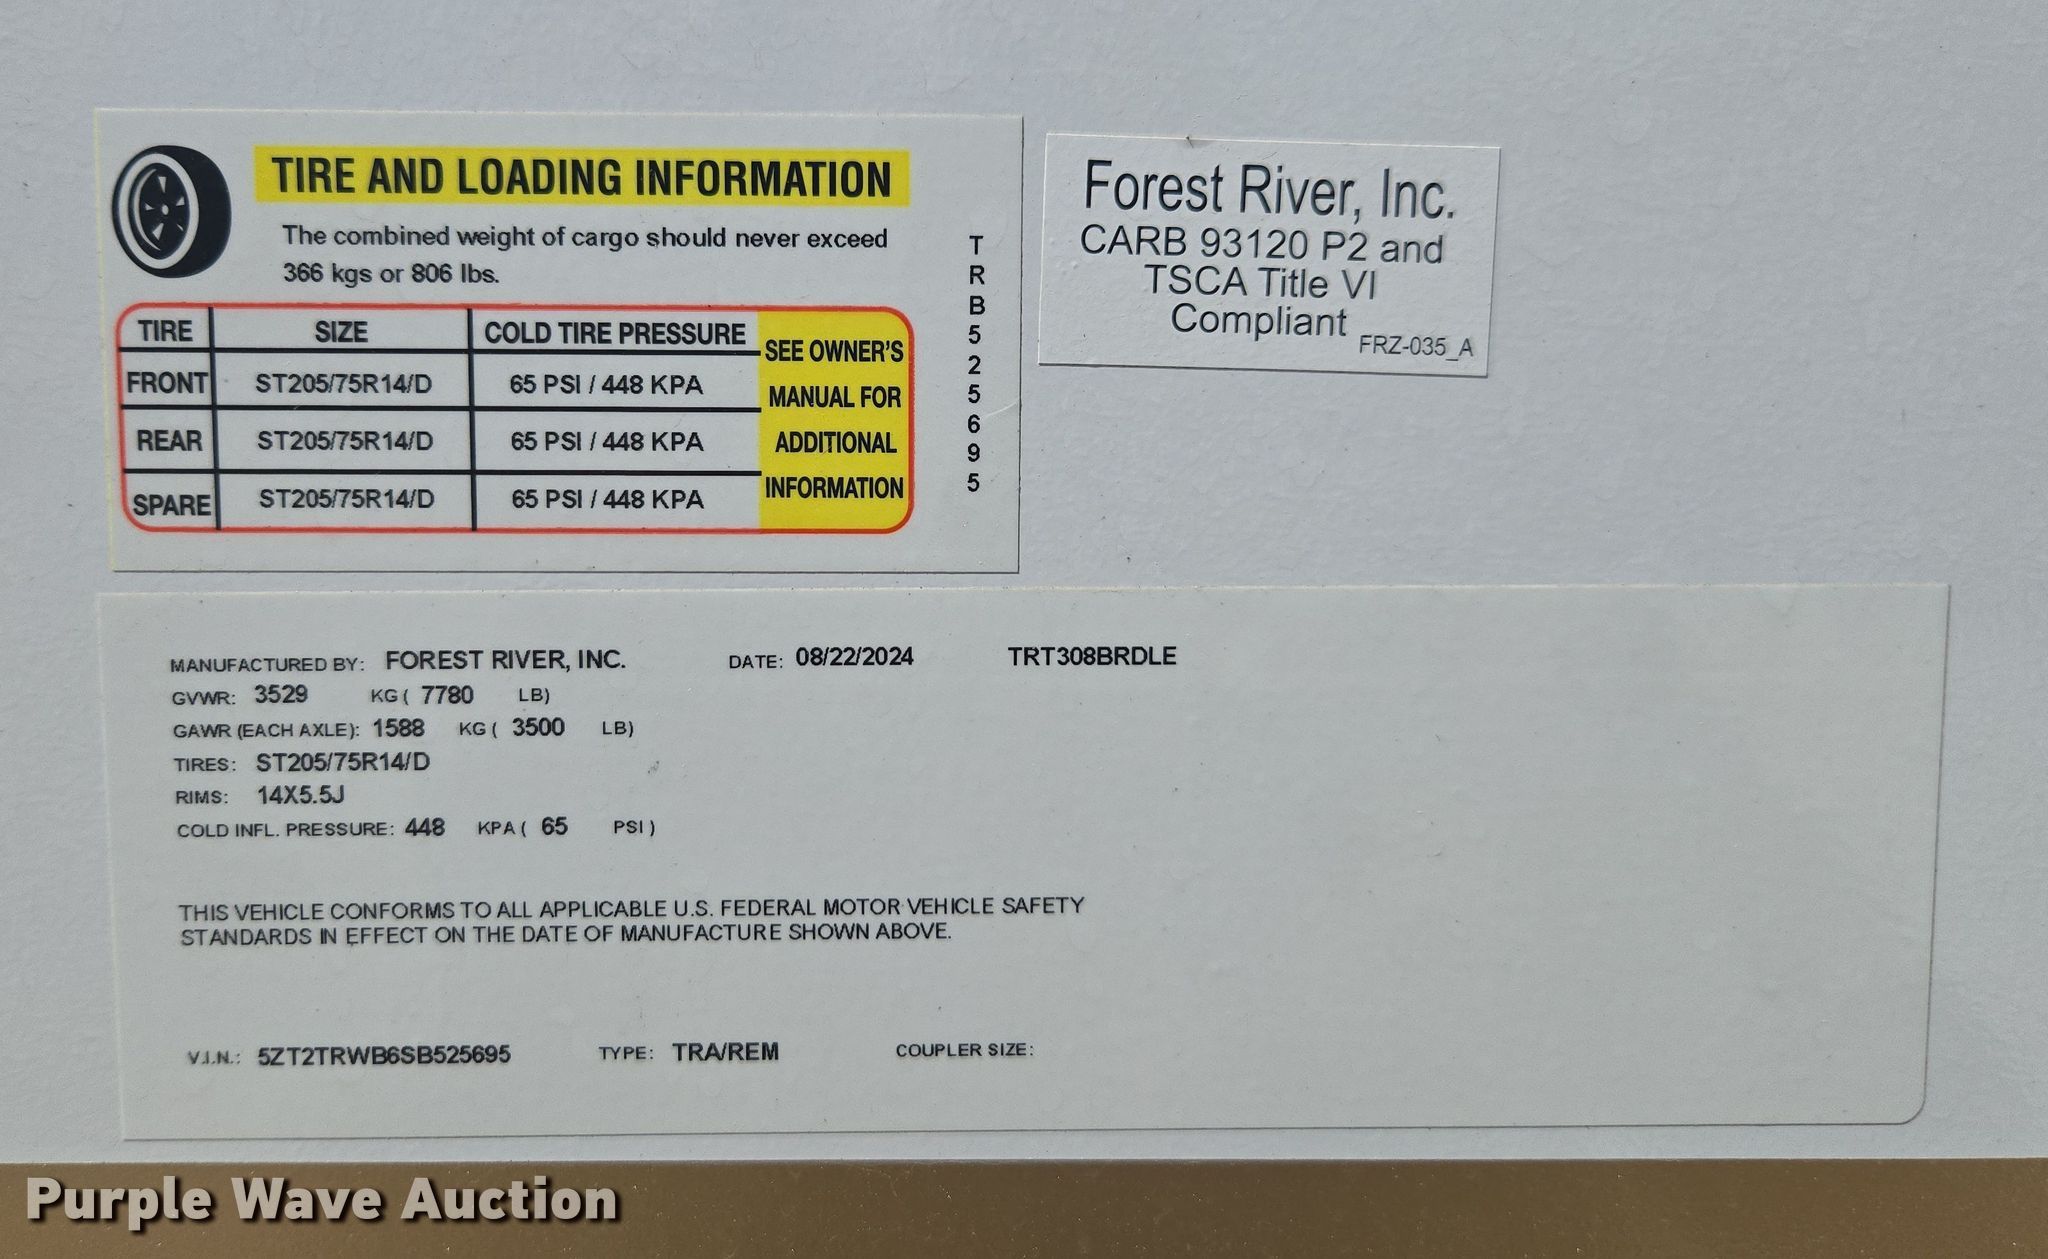 TIRE AND LOADING INFORMATION
The combined weight of cargo should never exceed
366 kgs or 806 lbs.
TIRE SIZE COLD TIRE PRESSURE
FRONT ST205/75R14/D 65 PSI / 448 KPA
REAR ST205/75R14/D 65 PSI / 448 KPA
SPARE ST205/75R14/D 65 PSI / 448 KPA
SEE OWNER'S
MANUAL FOR
ADDITIONAL
INFORMATION
TRB525695
Forest River, Inc.
CARB 93120 P2 and
TSCA Title VI
Compliant
FRZ-035_A
MANUFACTURED BY: FOREST RIVER, INC. DATE: 08/22/2024 TRT308BRDLE
GVWR: 3529 KG ( 7780 LB)
GAWR (EACH AXLE): 1588 KG ( 3500 LB)
TIRES: ST205/75R14/D
RIMS: 14X5.5J
COLD INFL. PRESSURE: 448 KPA ( 65 PSI )
THIS VEHICLE CONFORMS TO ALL APPLICABLE U.S. FEDERAL MOTOR VEHICLE SAFETY
STANDARDS IN EFFECT ON THE DATE OF MANUFACTURE SHOWN ABOVE.
V.I.N.: 5ZT2TRWB6SB525695 TYPE: TRA/REM COUPLER SIZE:
Purple Wave Auction